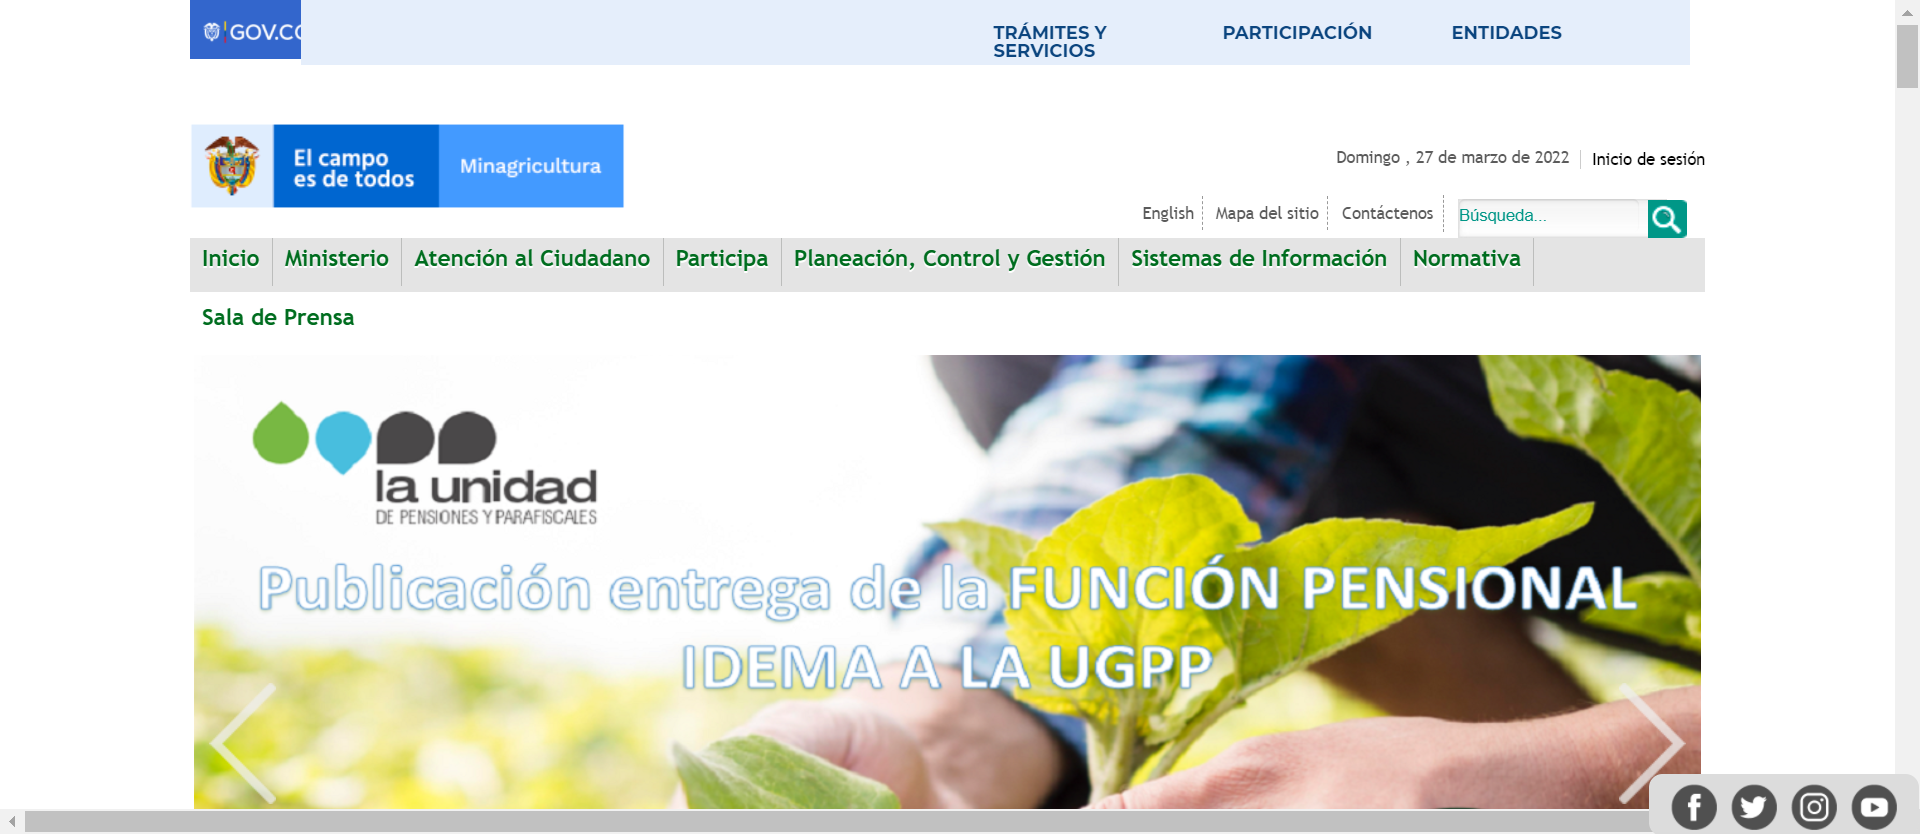 GOV.CO
TRÁMITES Y
SERVICIOS
PARTICIPACIÓN
ENTIDADES
El campo
es de todos
Minagricultura
Domingo , 27 de marzo de 2022
Inicio de sesión
English
Mapa del sitio
Contáctenos
Búsqueda...
Inicio
Ministerio
Atención al Ciudadano
Participa
Planeación, Control y Gestión
Sistemas de Información
Normativa
Sala de Prensa
la unidad
DE PENSIONES Y PARAFISCALES
Publicación entrega de la FUNCIÓN PENSIONAL
IDEMA A LA UGPP